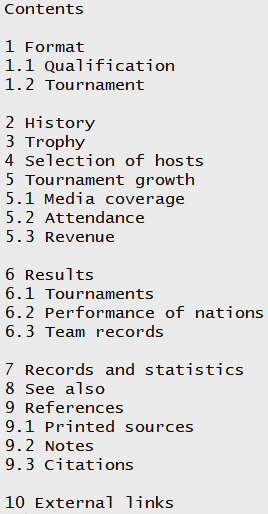 Contents
1 Format
1.1 Qualification
1.2 Tournament
2 History
3 Trophy
4 Selection of hosts
5 Tournament growth
5.1 Media coverage
5.2 Attendance
5.3 Revenue
6 Results
6.1 Tournaments
6.2 Performance of nations
6.3 Team records
7 Records and statistics
8 See also
9 References
9.1 Printed sources
9.2 Notes
9.3 Citations
10 External links